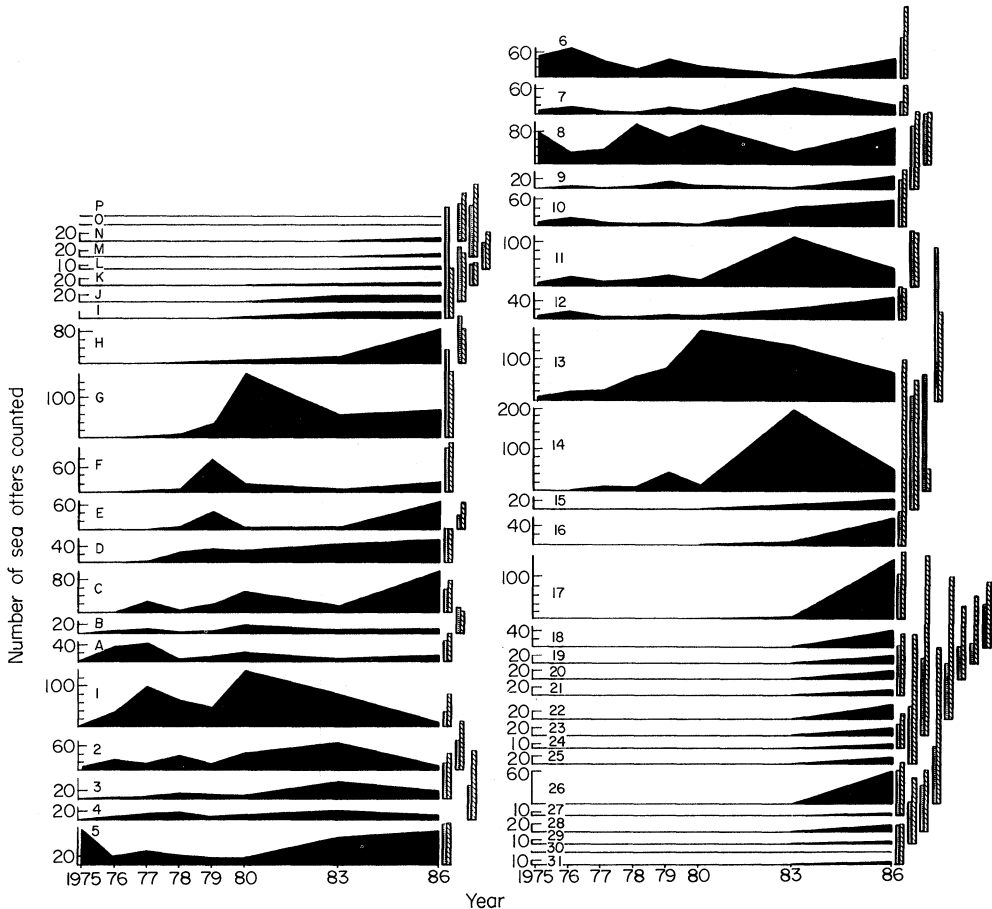 Number of sea otters counted
P
O
20 N
20 M
10 L
20 K
20 J
I
80 H
100 G
60 F
60 E
40 D
80 C
20 B
40 A
100 1
60 2
20 3
20 4
20 5
1975 76 77 78 79 80 83 86
60 6
60 7
80 8
20 9
60 10
100 11
40 12
100 13
200
100 14
20 15
40 16
100 17
40 18
20 19
20 20
20 21
20 22
20 23
10 24
20 25
60 26
10 27
20 28
10 29
30
10 31
1975 76 77 78 79 80 83 86
Year